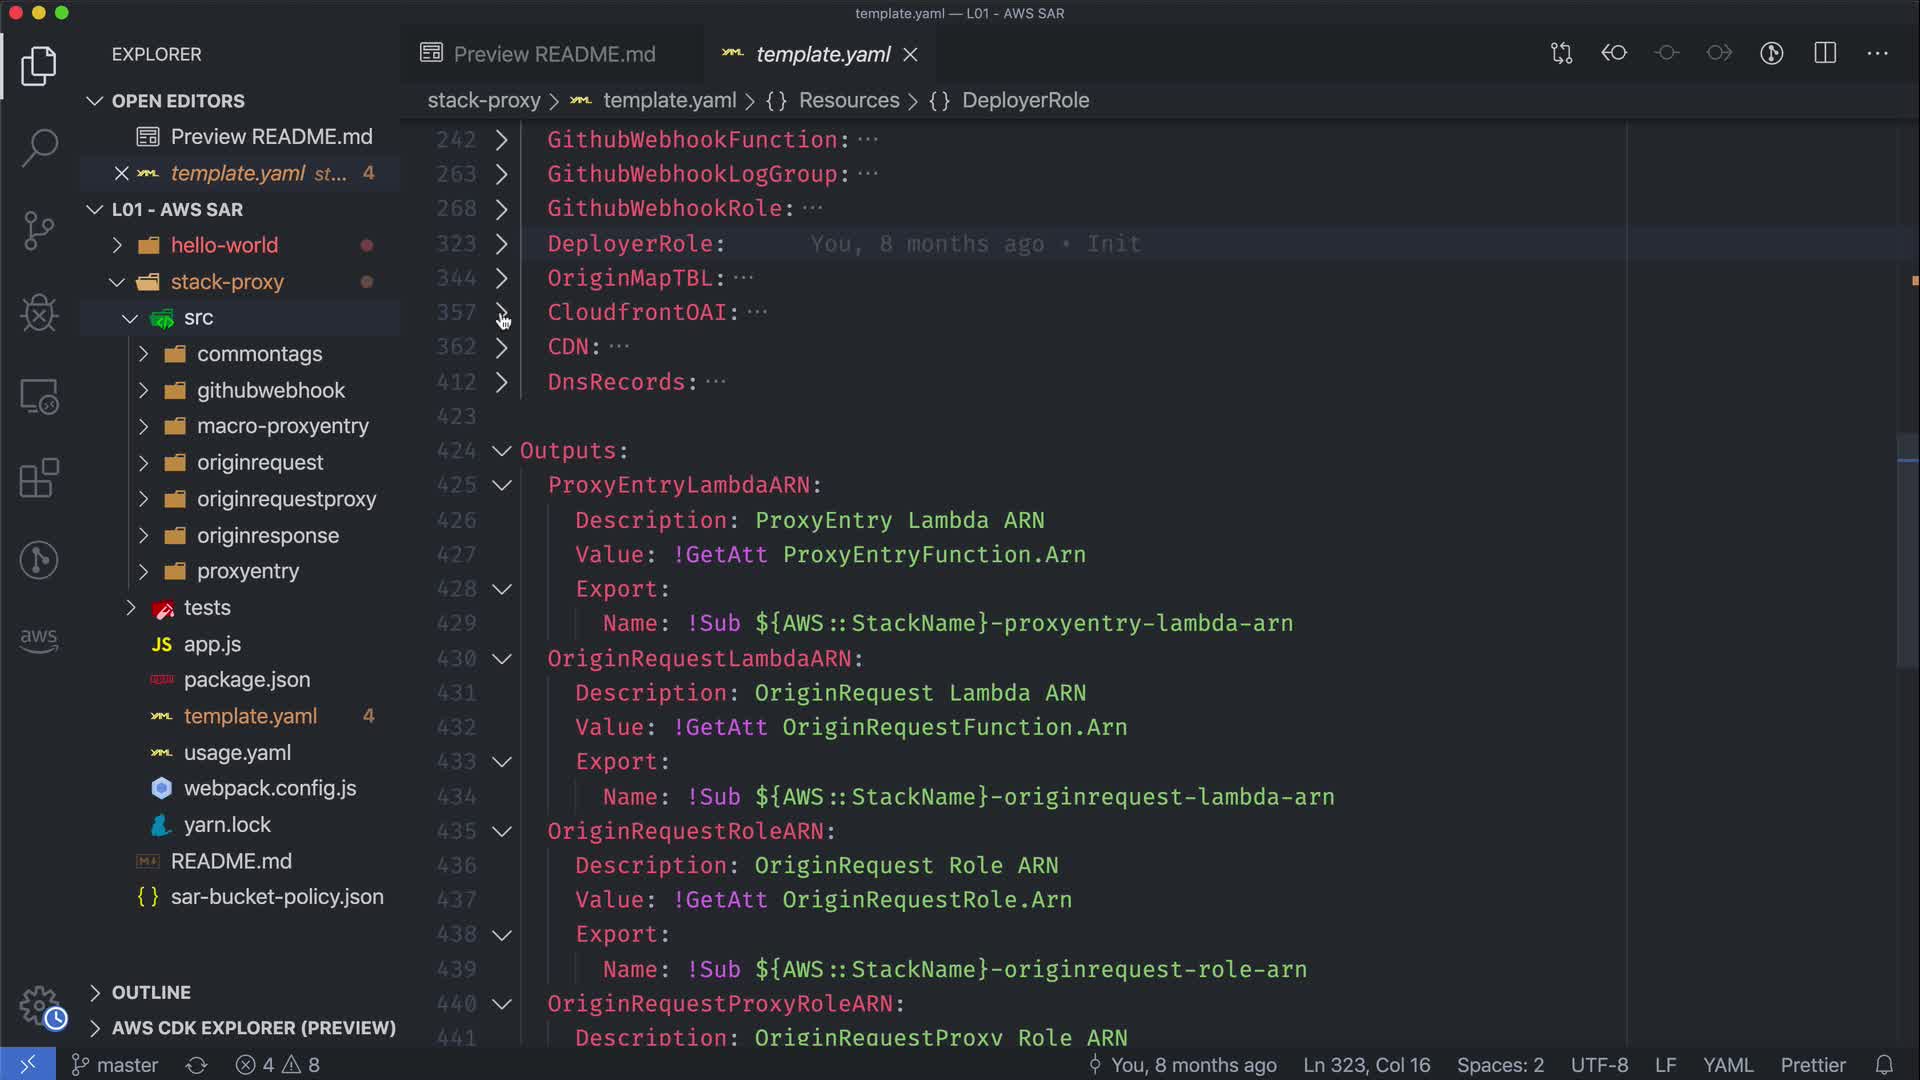 template.yaml — L01 - AWS SAR
EXPLORER
OPEN EDITORS
Preview README.md
template.yaml st... 4
L01 - AWS SAR
hello-world
stack-proxy
src
commontags
githubwebhook
macro-proxyentry
originrequest
originrequestproxy
originresponse
proxyentry
tests
JS app.js
package.json
YAML template.yaml 4
YAML usage.yaml
webpack.config.js
yarn.lock
README.md
{} sar-bucket-policy.json
OUTLINE
AWS CDK EXPLORER (PREVIEW)
aws
Preview README.md
YAML template.yaml
stack-proxy > YAML template.yaml > {} Resources > {} DeployerRole
242 GithubWebhookFunction: ···
263 GithubWebhookLogGroup: ···
268 GithubWebhookRole: ···
323 DeployerRole: You, 8 months ago • Init
344 OriginMapTBL: ···
357 CloudfrontOAI: ···
362 CDN: ···
412 DnsRecords: ···
423
424 Outputs:
425 ProxyEntryLambdaARN:
426 Description: ProxyEntry Lambda ARN
427 Value: !GetAtt ProxyEntryFunction.Arn
428 Export:
429 Name: !Sub ${AWS::StackName}-proxyentry-lambda-arn
430 OriginRequestLambdaARN:
431 Description: OriginRequest Lambda ARN
432 Value: !GetAtt OriginRequestFunction.Arn
433 Export:
434 Name: !Sub ${AWS::StackName}-originrequest-lambda-arn
435 OriginRequestRoleARN:
436 Description: OriginRequest Role ARN
437 Value: !GetAtt OriginRequestRole.Arn
438 Export:
439 Name: !Sub ${AWS::StackName}-originrequest-role-arn
440 OriginRequestProxyRoleARN:
441 Description: OriginRequestProxy Role ARN
master 4 8 You, 8 months ago Ln 323, Col 16 Spaces: 2 UTF-8 LF YAML Prettier